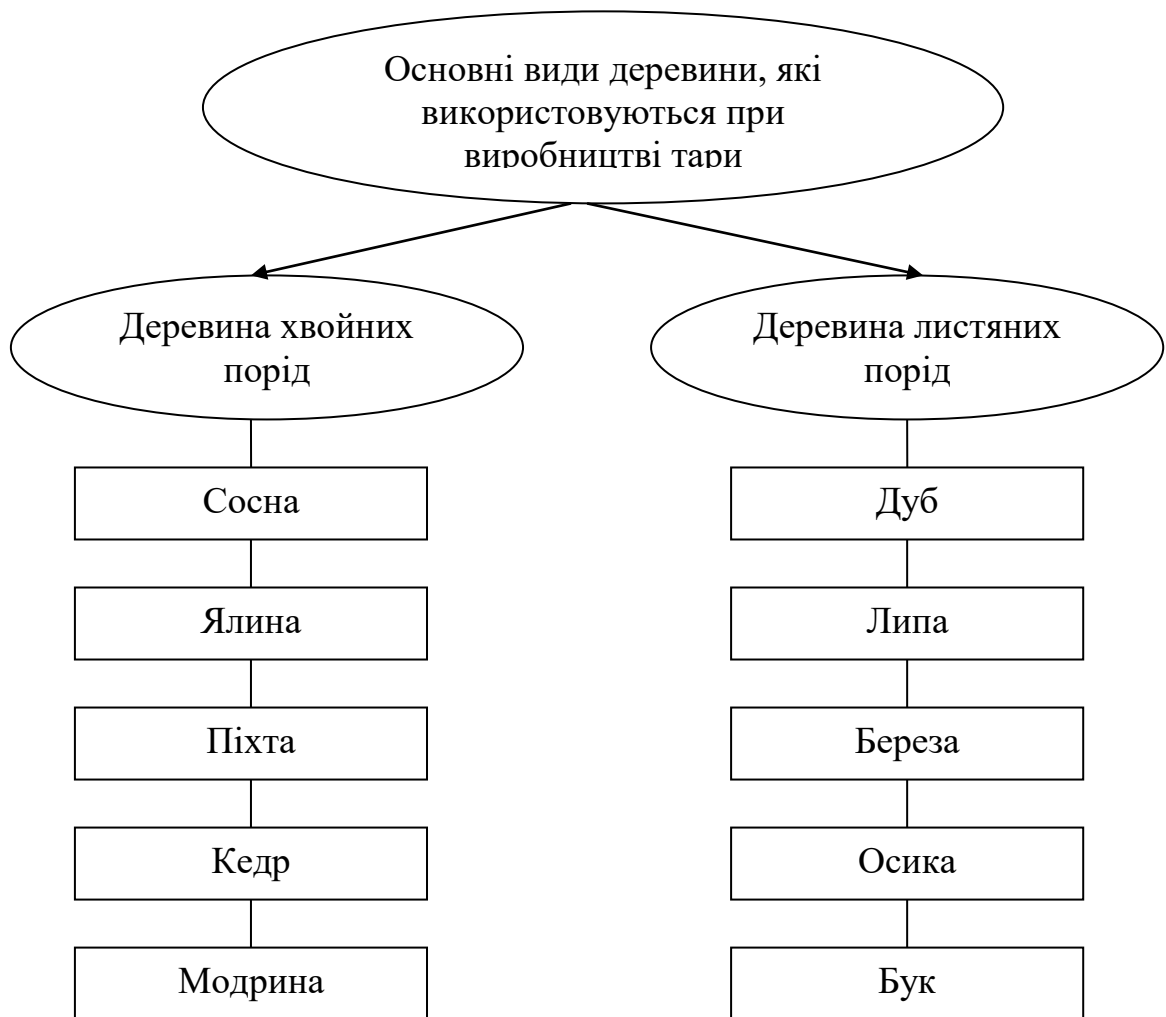 Основні види деревини, які
використовуються при
виробництві тари
Деревина хвойних
порід
Деревина листяних
порід
Сосна
Ялина
Піхта
Кедр
Модрина
Дуб
Липа
Береза
Осика
Бук